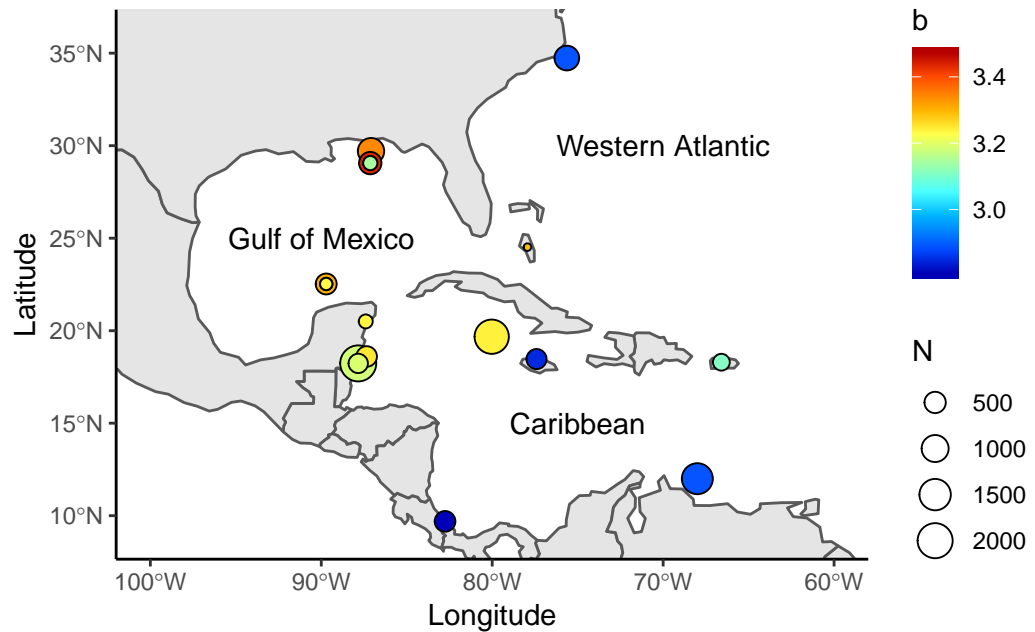 b
35°N
3.4
Western Atlantic
30°N
3.2
3.0
Gulf of Mexico
25°N
Latitude
20°N
N
500
Caribbean
15°N
1000
1500
10°N
2000
100°W 90°W 80°W 70°W 60°W
Longitude